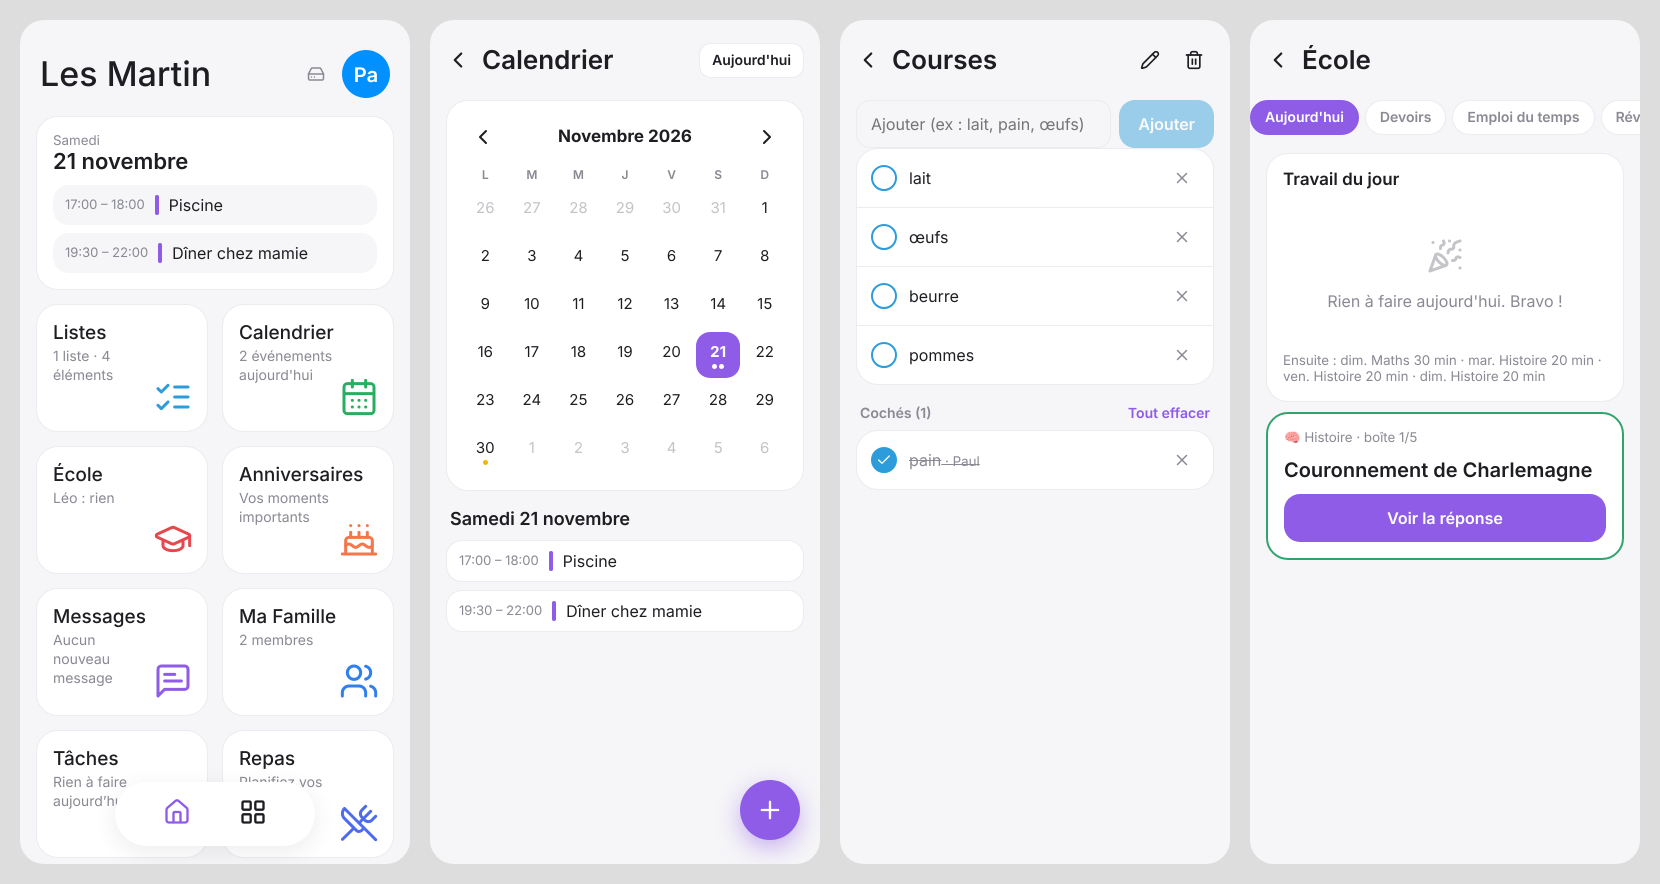 Les Martin
Pa
Samedi
21 novembre
17:00 – 18:00 Piscine
19:30 – 22:00 Dîner chez mamie
Listes
1 liste · 4
éléments
Calendrier
2 événements
aujourd'hui
École
Léo : rien
Anniversaires
Vos moments
importants
Messages
Aucun
nouveau
message
Ma Famille
2 membres
Tâches
Rien à faire
Repas
Planifiez vos
Calendrier
Aujourd'hui
Novembre 2026
L M M J V S D
26 27 28 29 30 31 1
2 3 4 5 6 7 8
9 10 11 12 13 14 15
16 17 18 19 20 21 22
23 24 25 26 27 28 29
30 1 2 3 4 5 6
Samedi 21 novembre
17:00 – 18:00 Piscine
19:30 – 22:00 Dîner chez mamie
Courses
Ajouter (ex : lait, pain, œufs)
Ajouter
lait
œufs
beurre
pommes
Cochés (1)
Tout effacer
pain · Paul
École
Aujourd'hui
Devoirs
Emploi du temps
Travail du jour
Rien à faire aujourd'hui. Bravo !
Ensuite : dim. Maths 30 min · mar. Histoire 20 min ·
ven. Histoire 20 min · dim. Histoire 20 min
Histoire · boîte 1/5
Couronnement de Charlemagne
Voir la réponse